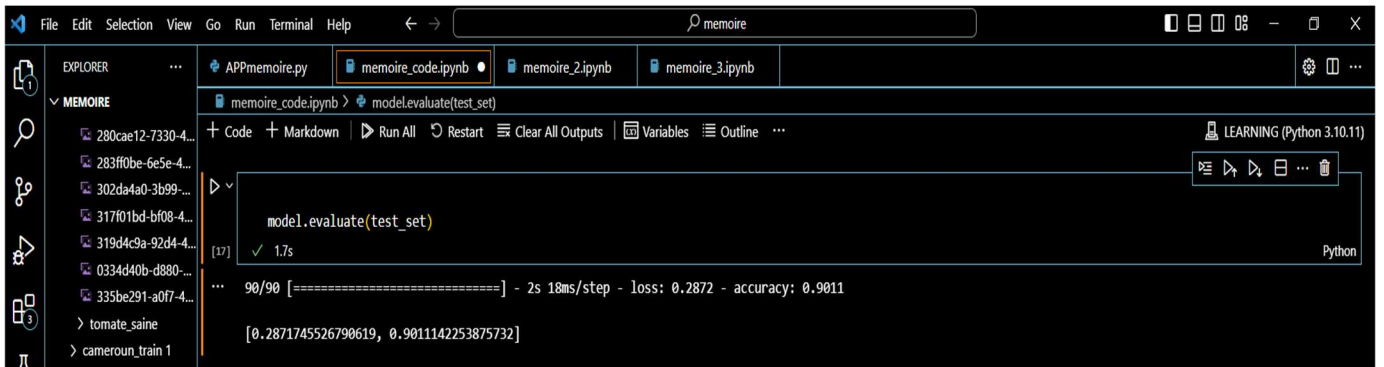 File Edit Selection View Go Run Terminal Help ← → memoire
EXPLORER ···
APPmemoire.py memoire_code.ipynb ● memoire_2.ipynb memoire_3.ipynb
MEMOIRE
memoire_code.ipynb > model.evaluate(test_set)
+ Code + Markdown | Run All Restart Clear All Outputs | Variables Outline ··· LEARNING (Python 3.10.11)
280cae12-7330-4...
283ff0be-6e5e-4...
302da4a0-3b99-...
317f01bd-bf08-4...
319d4c9a-92d4-4...
0334d40b-d880-...
335be291-a0f7-4...
> tomate_saine
> cameroun_train 1
1
3
model.evaluate(test_set)
[17] ✓ 1.7s Python
··· 90/90 [==============================] - 2s 18ms/step - loss: 0.2872 - accuracy: 0.9011
[0.2871745526790619, 0.9011142253875732]